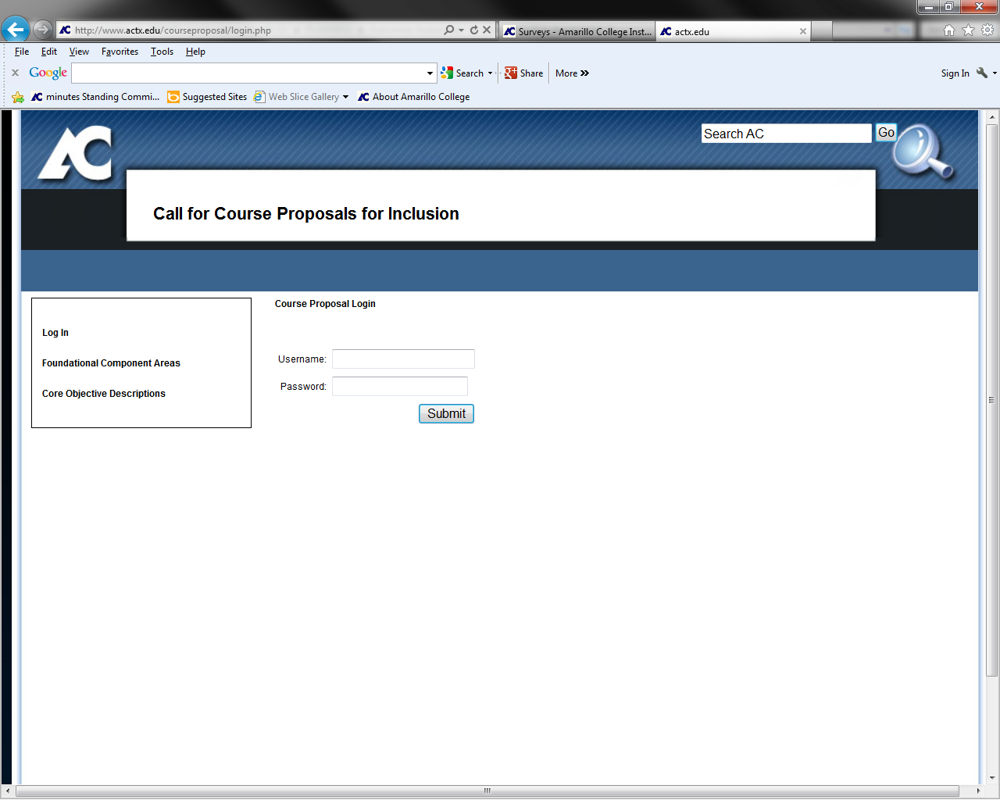 http://www.actx.edu/courseproposal/login.php
Surveys - Amarillo College Inst...
actx.edu
File Edit View Favorites Tools Help
Google Search Share More Sign In
minutes Standing Commi... Suggested Sites Web Slice Gallery About Amarillo College
AC
Search AC Go
Call for Course Proposals for Inclusion
Course Proposal Login
Log In
Foundational Component Areas
Core Objective Descriptions
Username:
Password:
Submit